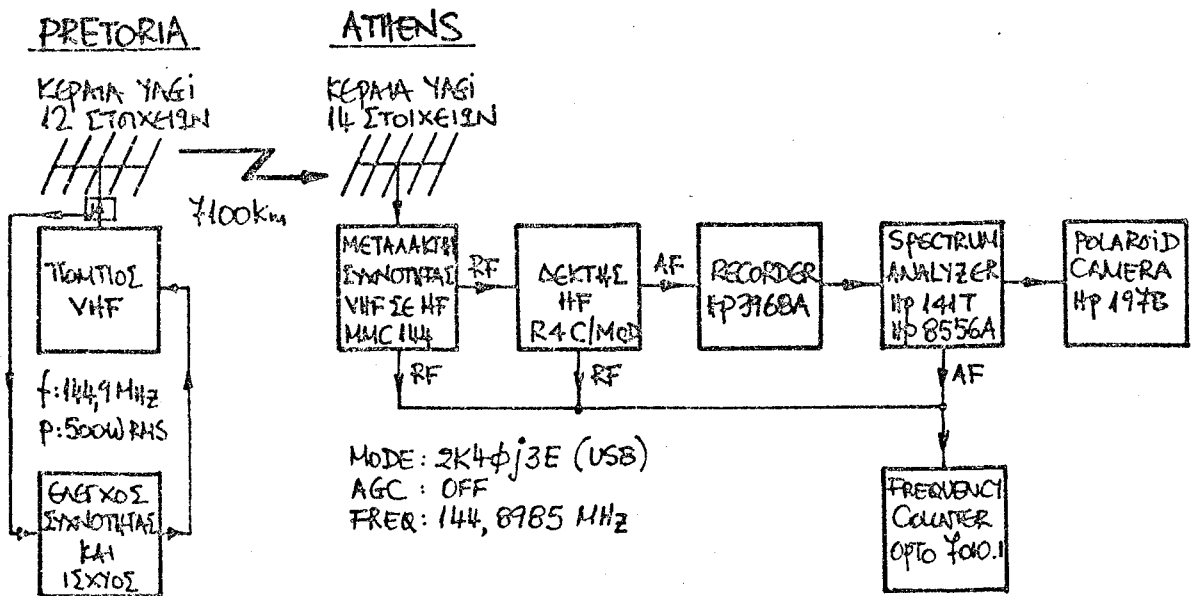 PRETORIA
ATHENS
ΚΕΡΑΙΑ YAGi
12 ΣΤΟΙΧΕΙΩΝ
ΚΕΡΑΙΑ YAGi
14 ΣΤΟΙΧΕΙΩΝ
7100Km
ΠΟΜΠΟΣ
VHF
f:144,9 MHz
P:500W RMS
ΕΛΕΓΧΟΣ
ΣΥΧΝΟΤΗΤΑΣ
ΚΑΙ
ΙΣΧΥΟΣ
ΜΕΤΑΛΑΚΤΗΣ
ΣΥΧΝΟΤΗΤΑΣ
VHF ΣΕ HF
MMC 144
RF
ΔΕΚΤΗΣ
HF
R4C/MOD
AF
RECORDER
HP3968A
SPECTRUM
ANALYZER
Hp 141T
Hp 8556A
POLAROiD
CAMERA
Hp 197B
RF
RF
AF
MODE: 2K4φj3E (USB)
AGC : OFF
FREQ: 144,8985 MHz
FREQUENCY
COUNTER
OPTO 7010.1